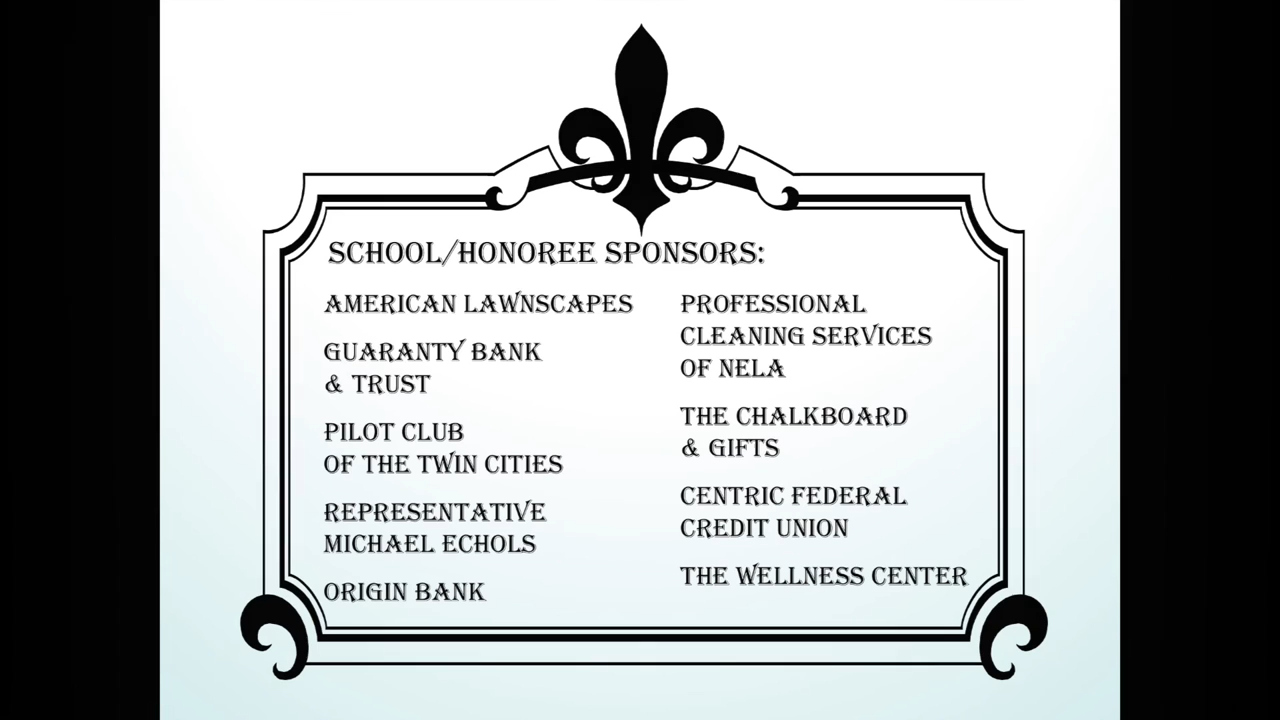 SCHOOL/HONOREE SPONSORS:
AMERICAN LAWNSCAPES
GUARANTY BANK
& TRUST
PILOT CLUB
OF THE TWIN CITIES
REPRESENTATIVE
MICHAEL ECHOLS
ORIGIN BANK
PROFESSIONAL
CLEANING SERVICES
OF NELA
THE CHALKBOARD
& GIFTS
CENTRIC FEDERAL
CREDIT UNION
THE WELLNESS CENTER